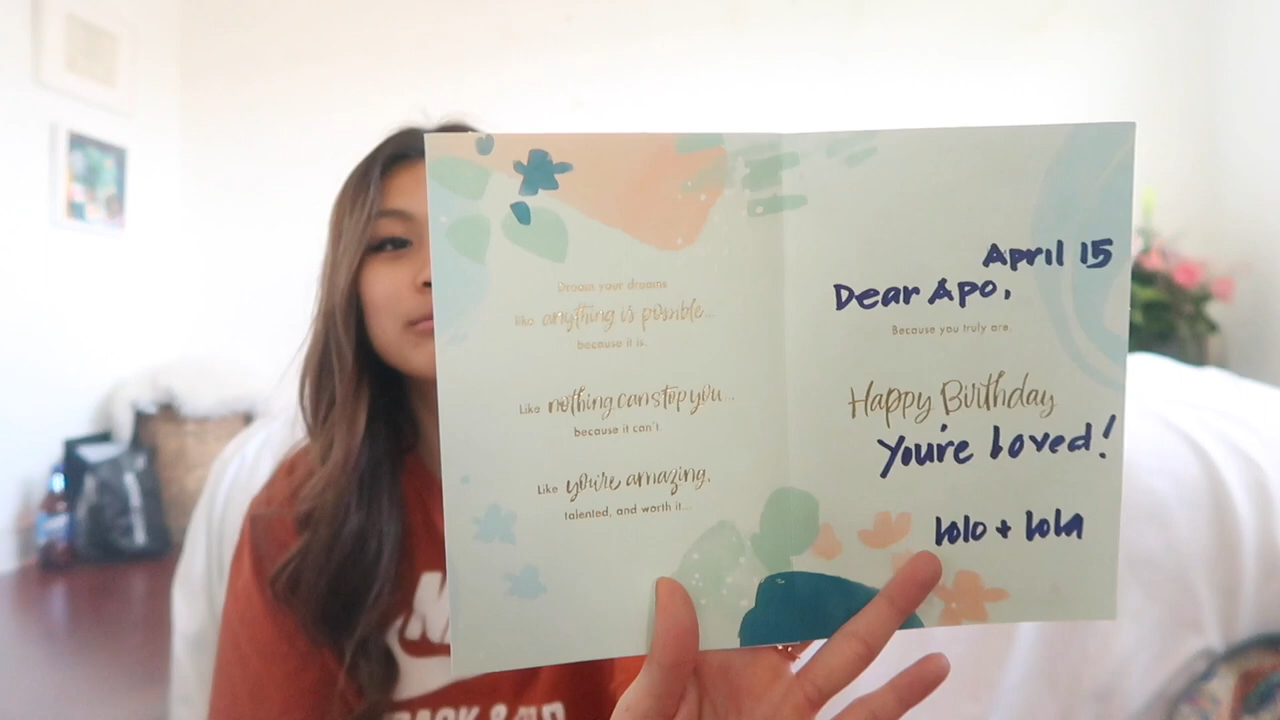 Dream your dreams
like anything is possible...
because it is.
Like nothing can stop you...
because it can't.
Like you're amazing,
talented, and worth it...
April 15
Dear Apo,
Because you truly are.
Happy Birthday
You're loved!
Lolo + Lola
TRACK & FIELD